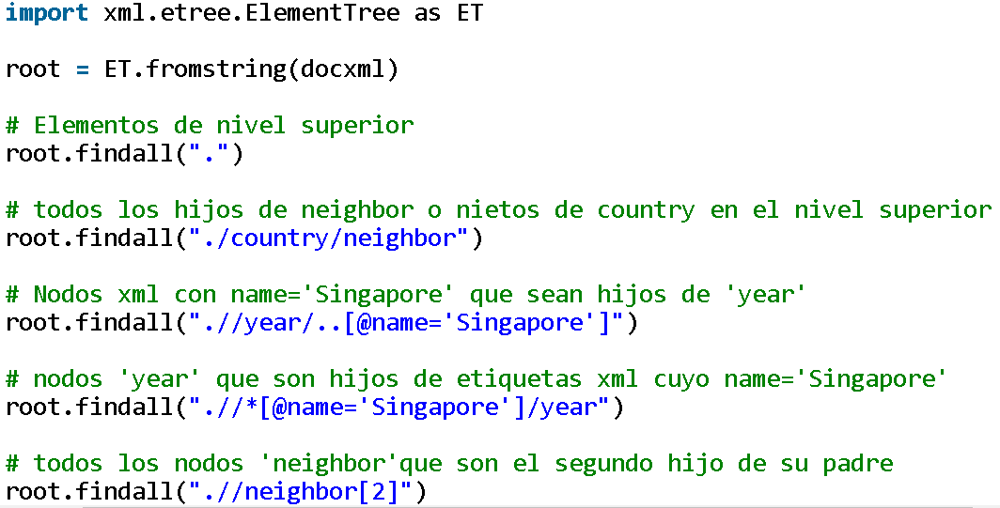 import xml.etree.ElementTree as ET
root = ET.fromstring(docxml)
# Elementos de nivel superior
root.findall(".")
# todos los hijos de neighbor o nietos de country en el nivel superior
root.findall("./country/neighbor")
# Nodos xml con name='Singapore' que sean hijos de 'year'
root.findall(".//year/..[@name='Singapore']")
# nodos 'year' que son hijos de etiquetas xml cuyo name='Singapore'
root.findall(".//*[@name='Singapore']/year")
# todos los nodos 'neighbor'que son el segundo hijo de su padre
root.findall(".//neighbor[2]")